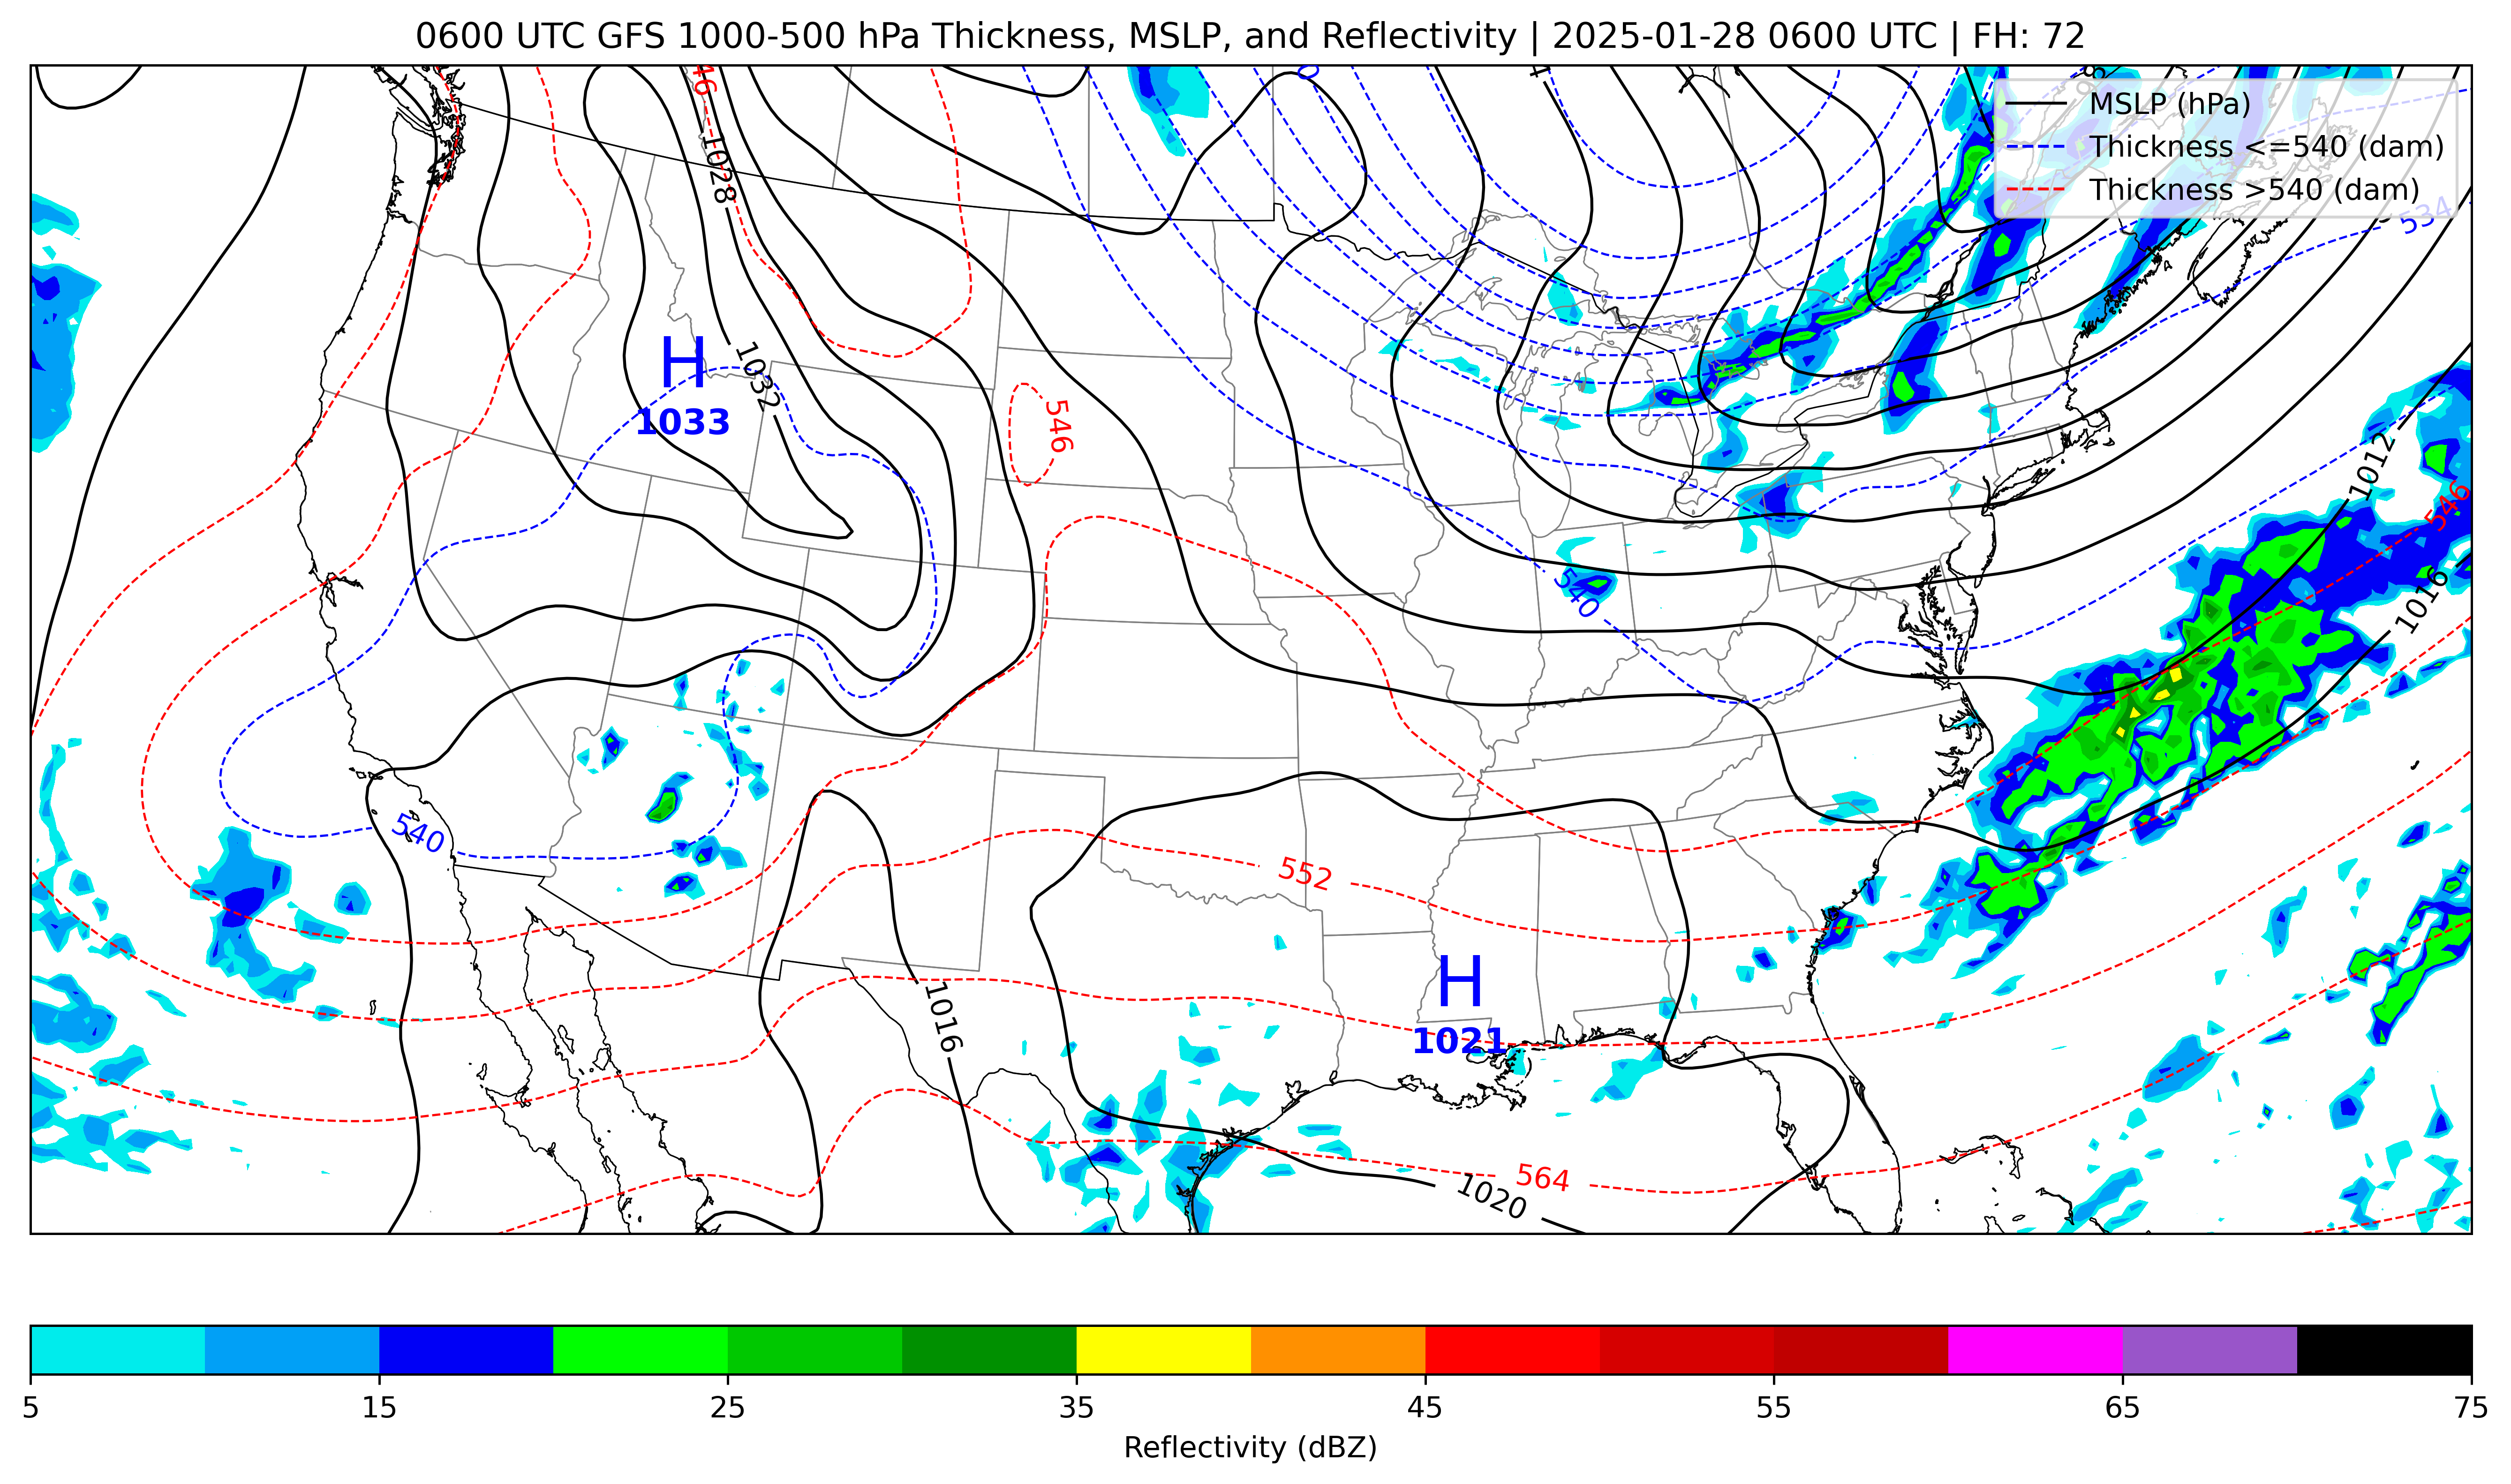 0600 UTC GFS 1000-500 hPa Thickness, MSLP, and Reflectivity | 2025-01-28 0600 UTC | FH: 72
MSLP (hPa)
Thickness <=540 (dam)
Thickness >540 (dam)
1028
534
H
1033
1032
546
1012
546
1016
540
540
552
H
1021
1016
564
1020
5 15 25 35 45 55 65 75
Reflectivity (dBZ)